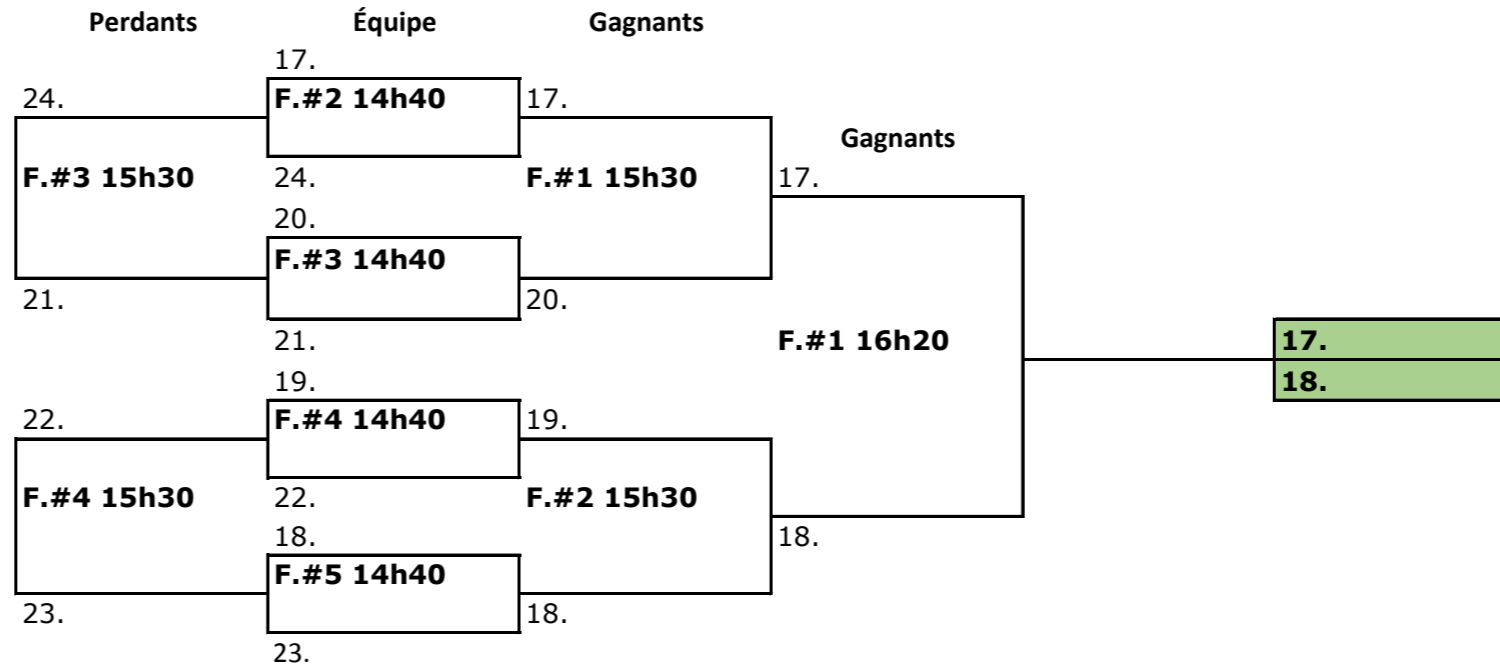 Perdants Équipe Gagnants
17.
24. F.#2 14h40 17.
Gagnants
F.#3 15h30 24. F.#1 15h30 17.
20.
F.#3 14h40
21. 20.
21. F.#1 16h20 17.
19. 18.
22. F.#4 14h40 19.
F.#4 15h30 22. F.#2 15h30
18. 18.
F.#5 14h40
23. 18.
23.